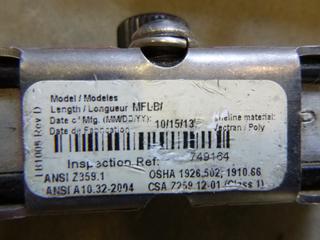 Model / Modeles
Length / Longueur MFL-B/
Date of Mfg. (MM/DD/YY): 10/15/13 material:
Date de Fabrication Vectran / Poly
Inspection Ref: 749164
ANSI Z359.1 OSHA 1926.502, 1910.66
ANSI A10.32-2004 CSA Z259.12-01 (Class 1)
Rev D